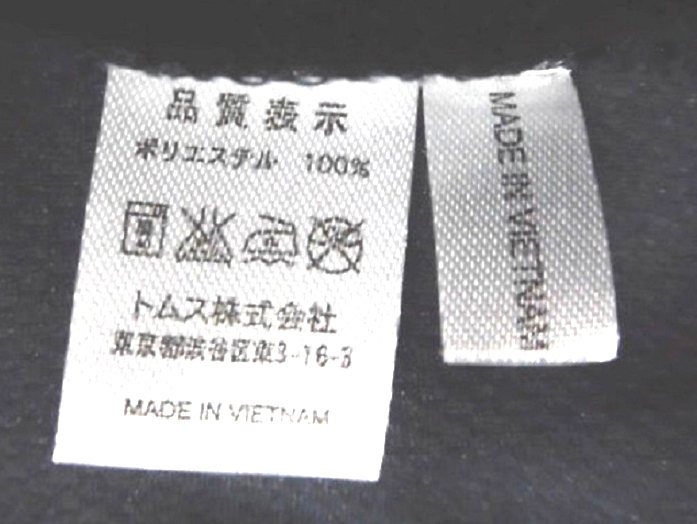 品質表示
ポリエステル 100%
トムス株式会社
東京都渋谷区東3-16-3
MADE IN VIETNAM
MADE IN VIETNAM